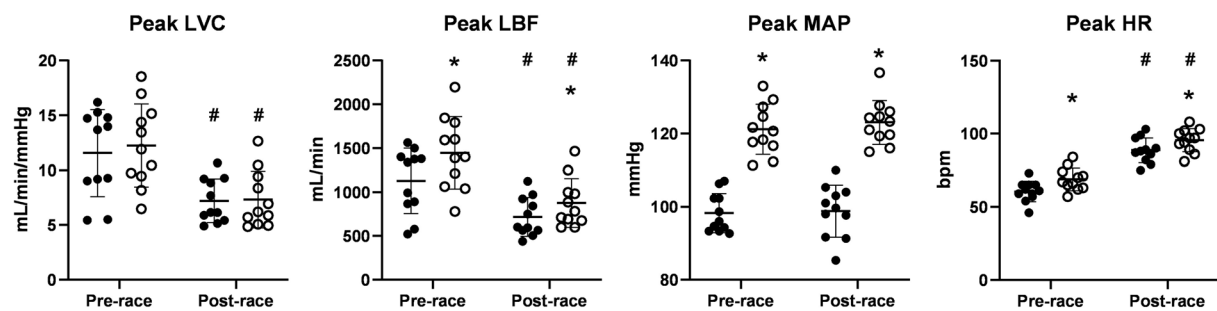 Peak LVC
mL/min/mmHg
20
15
10
5
0
# #
Pre-race Post-race
Peak LBF
mL/min
2500
2000
1500
1000
500
0
* # #
*
Pre-race Post-race
Peak MAP
mmHg
140
120
100
80
* *
Pre-race Post-race
Peak HR
bpm
150
100
50
0
# #
* *
Pre-race Post-race